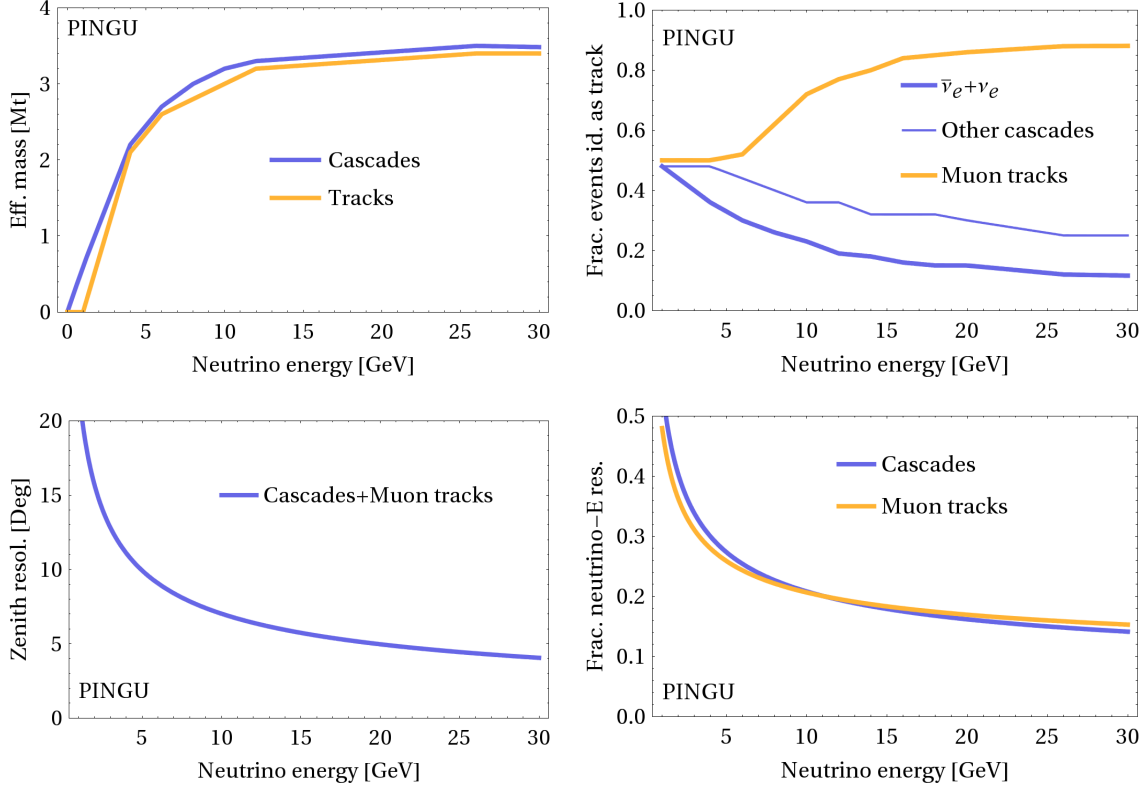 PINGU
Eff. mass [Mt]
4
3
2
1
0
Cascades
Tracks
0 5 10 15 20 25 30
Neutrino energy [GeV]
PINGU
Frac. events id. as track
1.0
0.8
0.6
0.4
0.2
0.0
ν̅e+νe
Other cascades
Muon tracks
5 10 15 20 25 30
Neutrino energy [GeV]
Zenith resol. [Deg]
20
15
10
5
0
Cascades+Muon tracks
PINGU
5 10 15 20 25 30
Neutrino energy [GeV]
Frac. neutrino−E res.
0.5
0.4
0.3
0.2
0.1
0.0
Cascades
Muon tracks
PINGU
5 10 15 20 25 30
Neutrino energy [GeV]